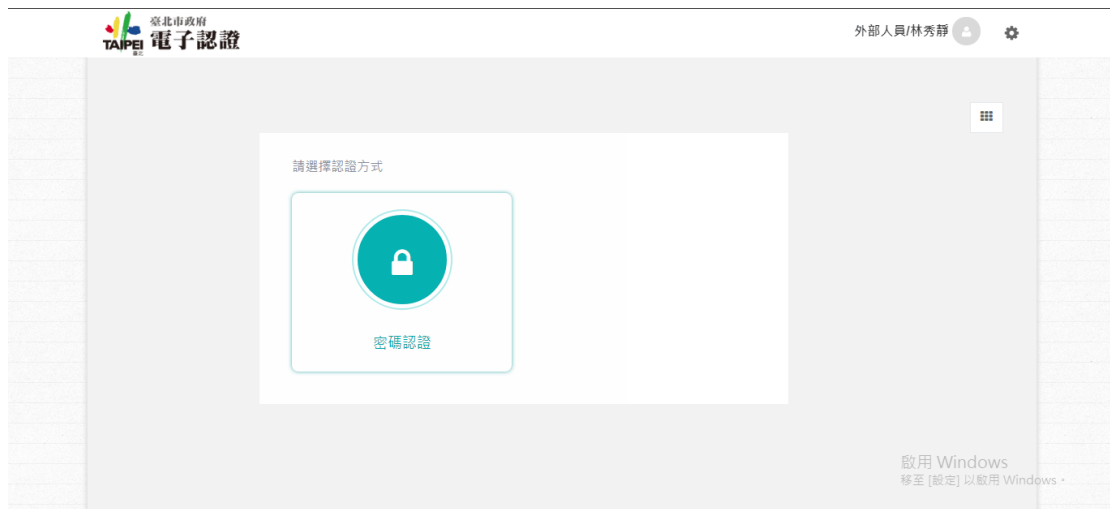 臺北市政府
TAIPEI 電子認證
臺北
外部人員/林秀靜
請選擇認證方式
密碼認證
啟用 Windows
移至 [設定] 以啟用 Windows。